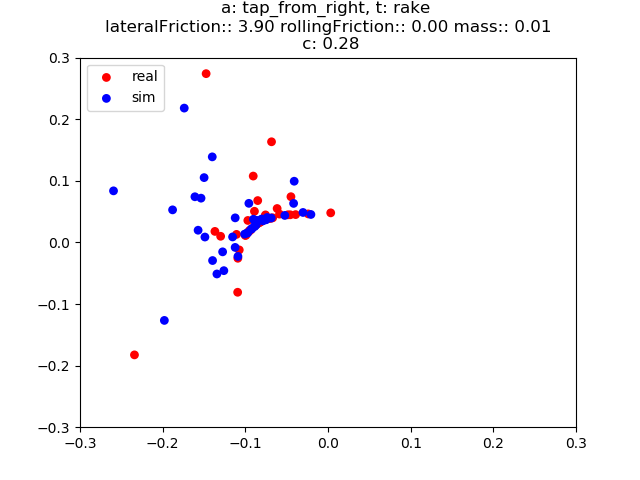 a: tap_from_right, t: rake
lateralFriction:: 3.90 rollingFriction:: 0.00 mass:: 0.01
c: 0.28
real
sim
0.3
0.2
0.1
0.0
−0.1
−0.2
−0.3
−0.3
−0.2
−0.1
0.0
0.1
0.2
0.3